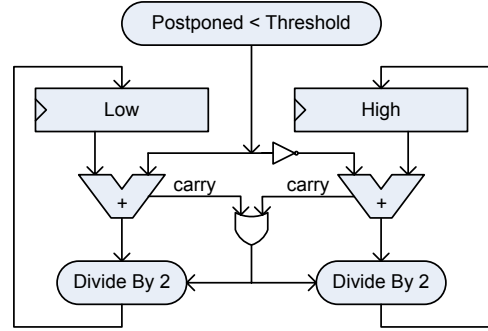 Postponed < Threshold
Low
High
carry
carry
+
+
Divide By 2
Divide By 2